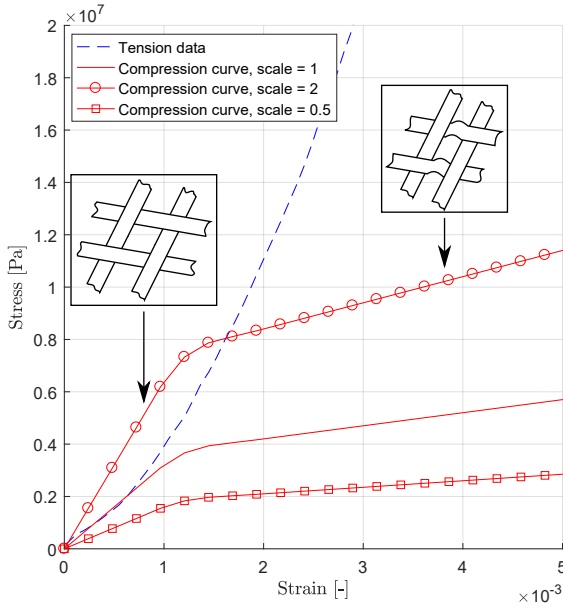 ×10⁷
2
1.8
1.6
1.4
1.2
1
0.8
0.6
0.4
0.2
0
Stress [Pa]
Tension data
Compression curve, scale = 1
Compression curve, scale = 2
Compression curve, scale = 0.5
0 1 2 3 4 5
Strain [-]
×10⁻³